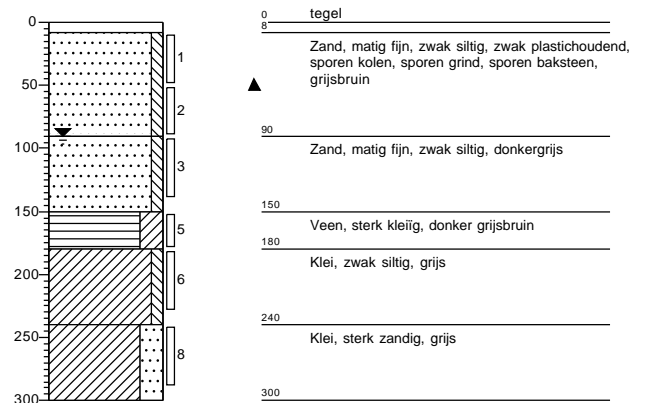 0
50
100
150
200
250
300
1
2
3
5
6
8
0
tegel
8
Zand, matig fijn, zwak siltig, zwak plastichoudend,
sporen kolen, sporen grind, sporen baksteen,
grijsbruin
90
Zand, matig fijn, zwak siltig, donkergrijs
150
Veen, sterk kleiïg, donker grijsbruin
180
Klei, zwak siltig, grijs
240
Klei, sterk zandig, grijs
300